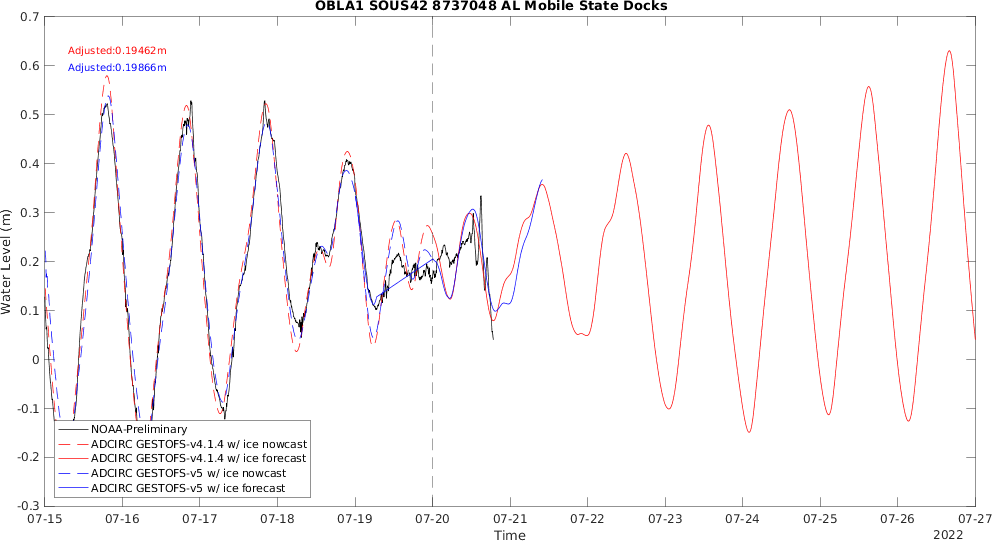 OBLA1 SOUS42 8737048 AL Mobile State Docks
Adjusted:0.19462m
Adjusted:0.19866m
Water Level (m)
0.7
0.6
0.5
0.4
0.3
0.2
0.1
0
-0.1
-0.2
-0.3
NOAA-Preliminary
ADCIRC GESTOFS-v4.1.4 w/ ice nowcast
ADCIRC GESTOFS-v4.1.4 w/ ice forecast
ADCIRC GESTOFS-v5 w/ ice nowcast
ADCIRC GESTOFS-v5 w/ ice forecast
07-15 07-16 07-17 07-18 07-19 07-20 07-21 07-22 07-23 07-24 07-25 07-26 07-27
Time
2022